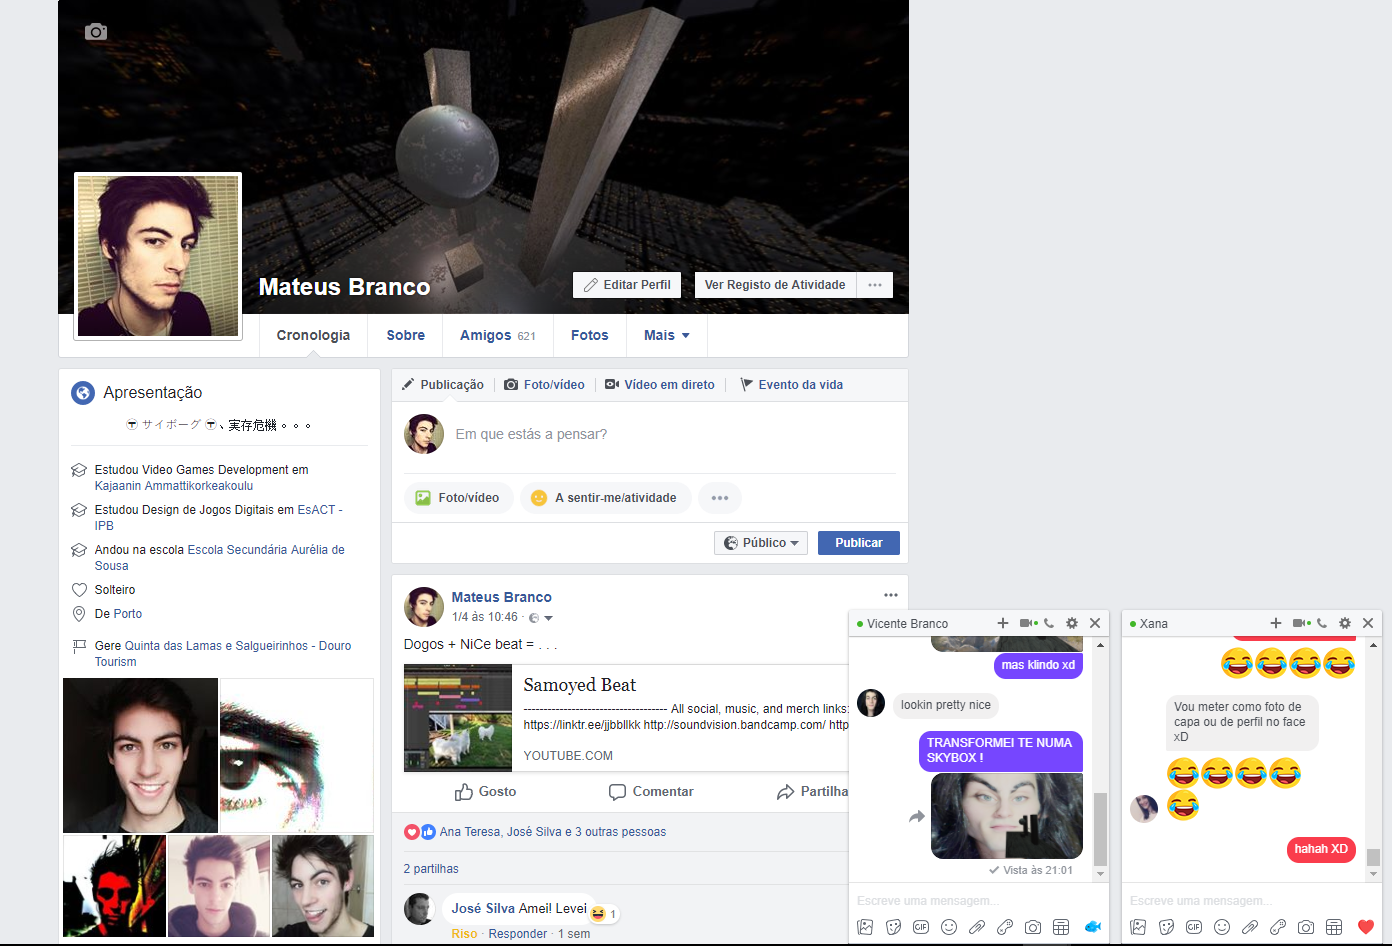 Mateus Branco
Editar Perfil
Ver Registo de Atividade
Cronologia
Sobre
Amigos 621
Fotos
Mais
Apresentação
サイボーグ 、実存危機。。。
Estudou Video Games Development em
Kajaanin Ammattikorkeakoulu
Estudou Design de Jogos Digitais em EsACT -
IPB
Andou na escola Escola Secundária Aurélia de
Sousa
Solteiro
De Porto
Gere Quinta das Lamas e Salgueirinhos - Douro
Tourism
Publicação
Foto/vídeo
Vídeo em direto
Evento da vida
Em que estás a pensar?
Foto/vídeo
A sentir-me/atividade
Público
Publicar
Mateus Branco
1/4 às 10:46 ·
Dogos + NiCe beat = . . .
Samoyed Beat
------------------------------------ All social, music, and merch links:
https://linktr.ee/jjbbllkk http://soundvision.bandcamp.com/ http
YOUTUBE.COM
Gosto
Comentar
Partilha
Ana Teresa, José Silva e 3 outras pessoas
2 partilhas
José Silva Amei! Levei
1
Riso · Responder · 1 sem
Vicente Branco
mas klindo xd
lookin pretty nice
TRANSFORMEI TE NUMA
SKYBOX !
Vista às 21:01
Escreve uma mensagem...
GIF
Xana
Vou meter como foto de
capa ou de perfil no face
xD
hahah XD
Escreve uma mensagem...
GIF